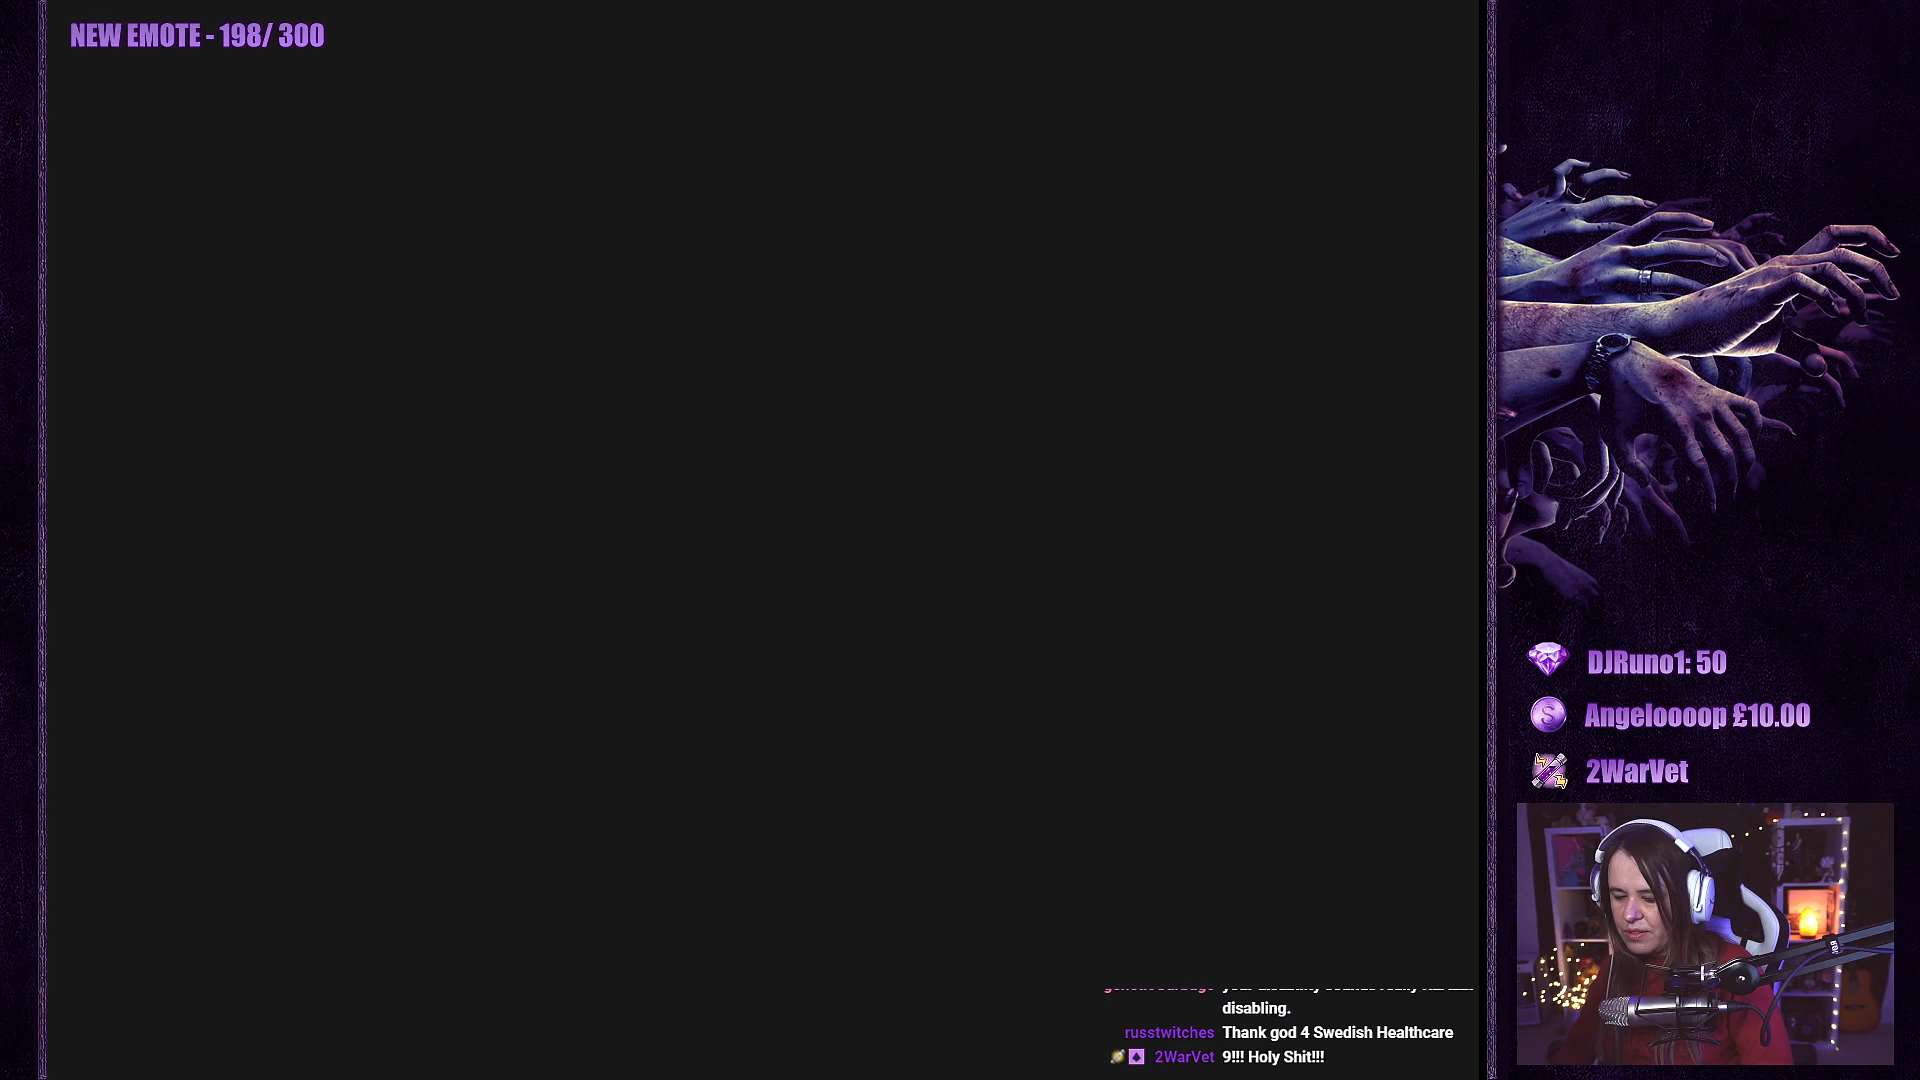 NEW EMOTE - 198/ 300
DJRuno1: 50
Angeloooop £10.00
2WarVet
disabling.
russtwitches Thank god 4 Swedish Healthcare
2WarVet 9!!! Holy Shit!!!